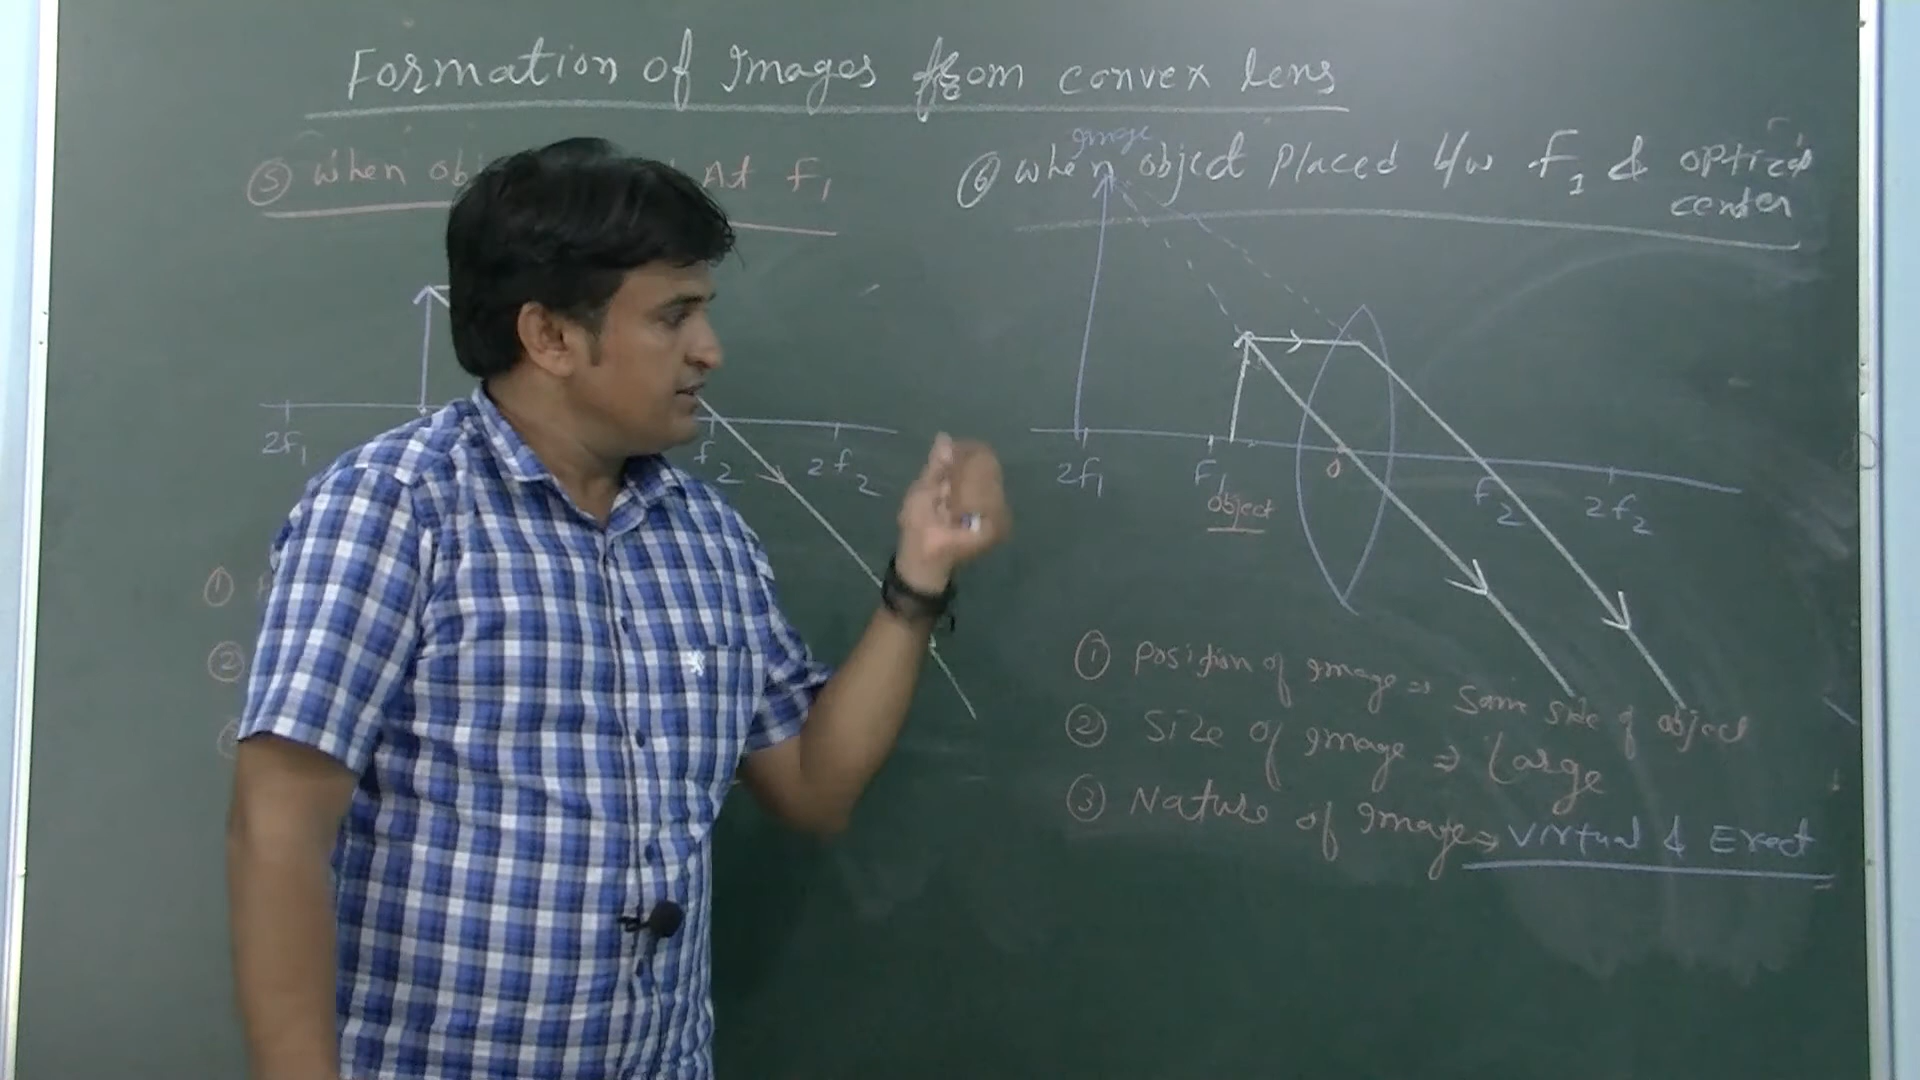 Formation of Images from convex lens
⑤ When At f1
⑥ when object placed b/w F1 & optical
center
Image
2f1
f2
2f2
2f1
F1
object
O
f2
2f2
①
②
① Position of Image ⇒ Same side of object
② Size of Image ⇒ Large
③ Nature of Image ⇒ Virtual & Erect